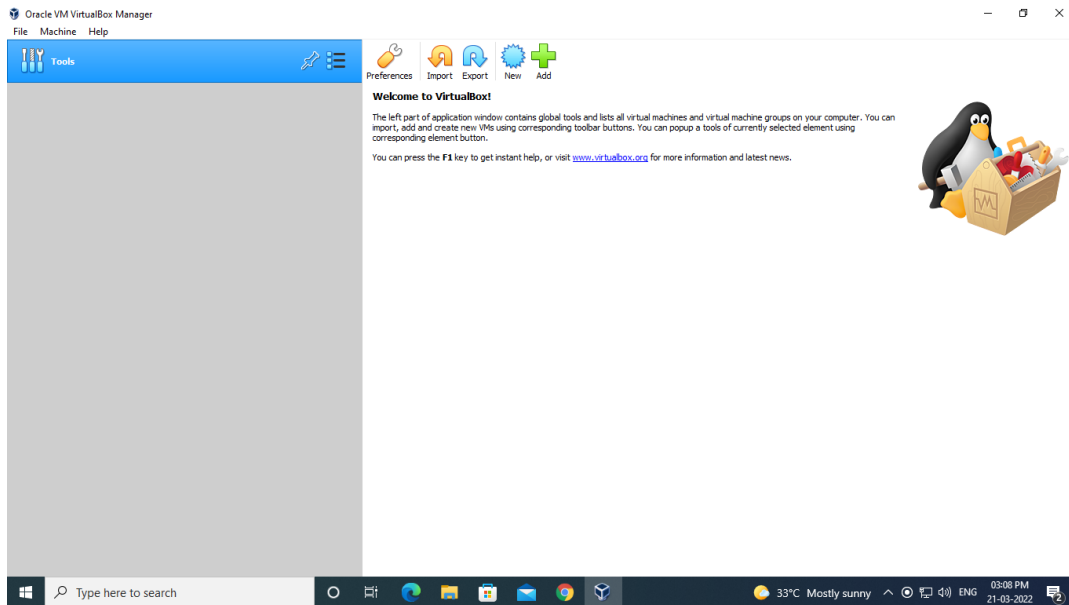 Oracle VM VirtualBox Manager
File Machine Help
Tools
Preferences Import Export New Add
Welcome to VirtualBox!
The left part of application window contains global tools and lists all virtual machines and virtual machine groups on your computer. You can
import, add and create new VMs using corresponding toolbar buttons. You can popup a tools of currently selected element using
corresponding element button.
You can press the F1 key to get instant help, or visit www.virtualbox.org for more information and latest news.
Type here to search
33°C Mostly sunny
ENG
03:08 PM
21-03-2022
2